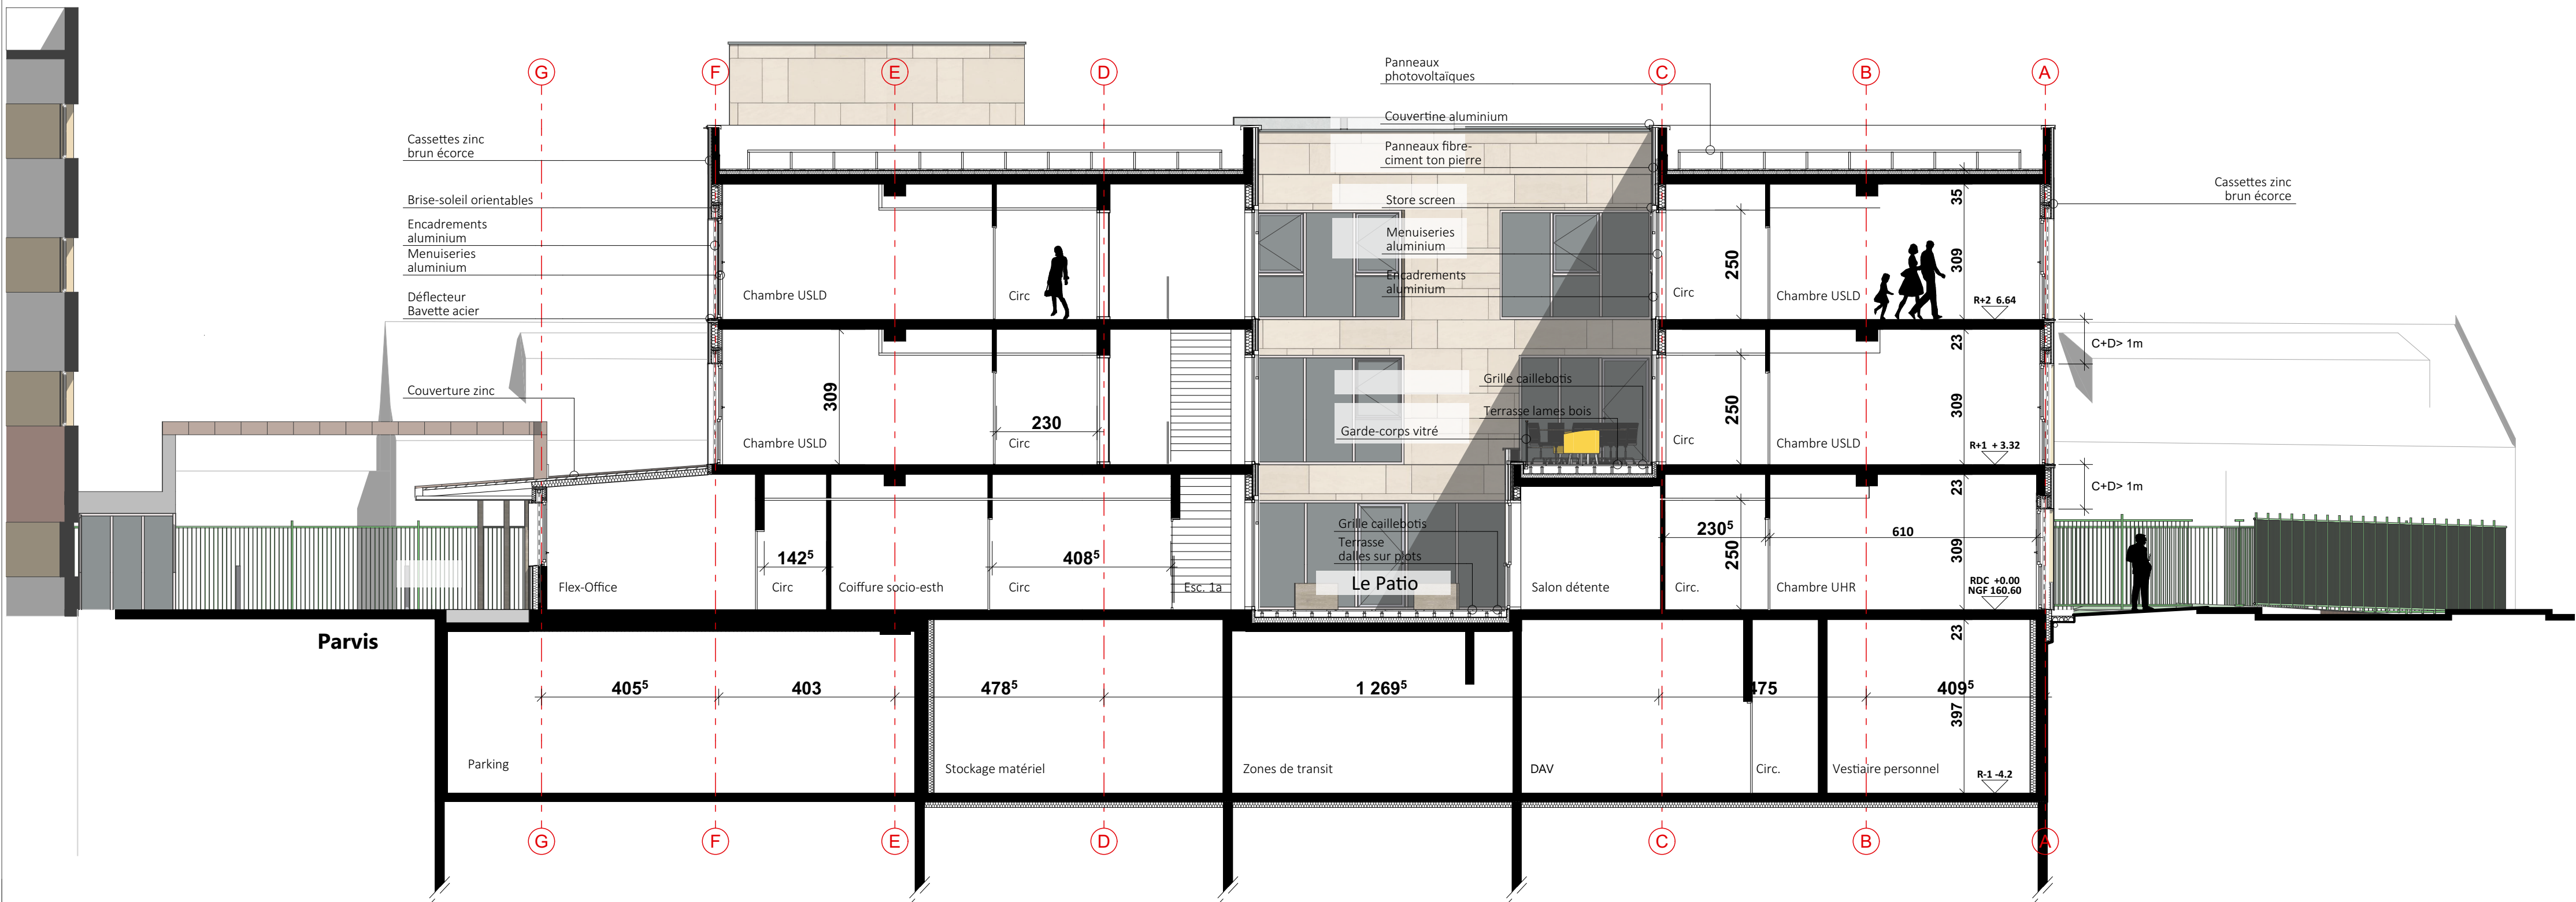 G
F
E
D
C
B
A
Panneaux
photovoltaïques
Couvertine aluminium
Panneaux fibre-
ciment ton pierre
Store screen
Menuiseries
aluminium
Encadrements
aluminium
Cassettes zinc
brun écorce
Brise-soleil orientables
Encadrements
aluminium
Menuiseries
aluminium
Déflecteur
Bavette acier
Couverture zinc
Cassettes zinc
brun écorce
Chambre USLD
Circ
Circ
250
Chambre USLD
35
309
R+2 6.64
C+D> 1m
Chambre USLD
309
230
Circ
Grille caillebotis
Terrasse lames bois
Garde-corps vitré
250
Circ
Chambre USLD
23
309
R+1 + 3.32
C+D> 1m
Flex-Office
142⁵
Circ
Coiffure socio-esth
408⁵
Circ
Esc. 1a
Grille caillebotis
Terrasse
dalles sur plots
Le Patio
Salon détente
230⁵
250
Circ.
610
Chambre UHR
23
309
RDC +0.00
NGF 160.60
Parvis
405⁵
403
478⁵
1 269⁵
475
409⁵
23
397
Parking
Stockage matériel
Zones de transit
DAV
Circ.
Vestiaire personnel
R-1 -4.2
G
F
E
D
C
B
A